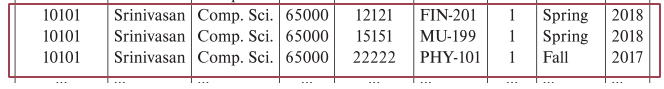 10101 Srinivasan Comp. Sci. 65000 12121 FIN-201 1 Spring 2018
10101 Srinivasan Comp. Sci. 65000 15151 MU-199 1 Spring 2018
10101 Srinivasan Comp. Sci. 65000 22222 PHY-101 1 Fall 2017
... ... ... ... ... ... ... ... ...